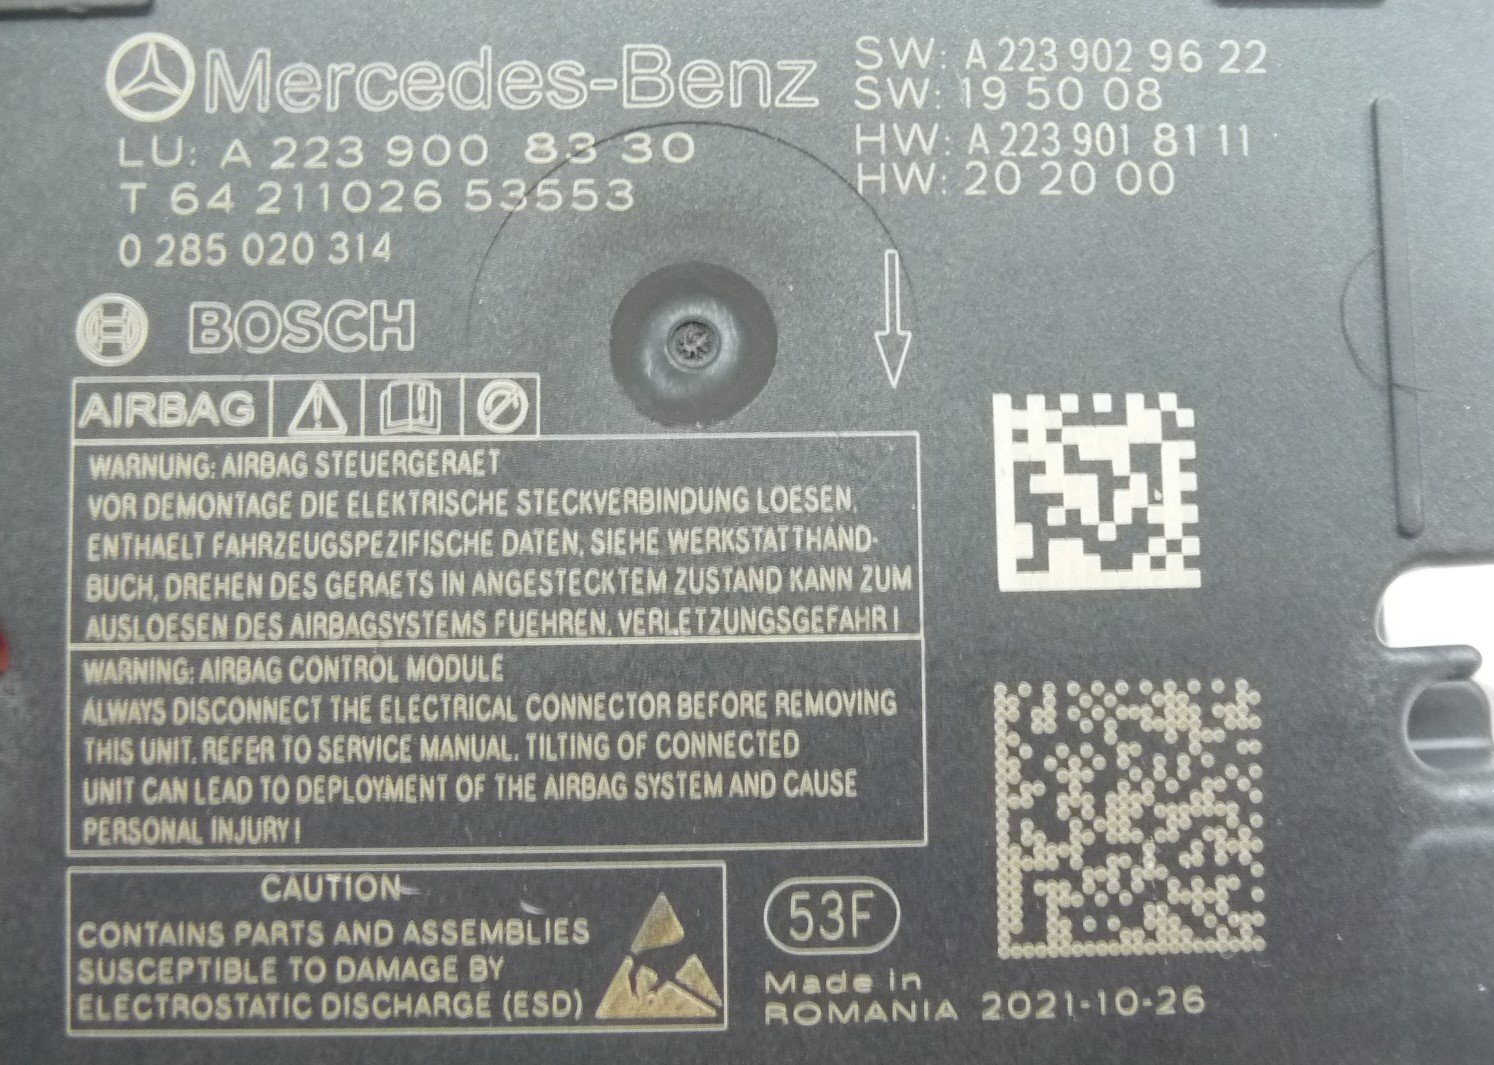 Mercedes-Benz
LU: A 223 900 83 30
T 64 211026 53553
0 285 020 314
SW: A 223 902 96 22
SW: 19 50 08
HW: A 223 901 81 11
HW: 20 20 00
BOSCH
AIRBAG
WARNUNG: AIRBAG STEUERGERAET
VOR DEMONTAGE DIE ELEKTRISCHE STECKVERBINDUNG LOESEN,
ENTHAELT FAHRZEUGSPEZIFISCHE DATEN, SIEHE WERKSTATTHAND-
BUCH, DREHEN DES GERAETS IN ANGESTECKTEM ZUSTAND KANN ZUM
AUSLOESEN DES AIRBAGSYSTEMS FUEHREN. VERLETZUNGSGEFAHR !
WARNING: AIRBAG CONTROL MODULE
ALWAYS DISCONNECT THE ELECTRICAL CONNECTOR BEFORE REMOVING
THIS UNIT. REFER TO SERVICE MANUAL. TILTING OF CONNECTED
UNIT CAN LEAD TO DEPLOYMENT OF THE AIRBAG SYSTEM AND CAUSE
PERSONAL INJURY !
CAUTION
CONTAINS PARTS AND ASSEMBLIES
SUSCEPTIBLE TO DAMAGE BY
ELECTROSTATIC DISCHARGE (ESD)
53F
Made in
ROMANIA 2021-10-26